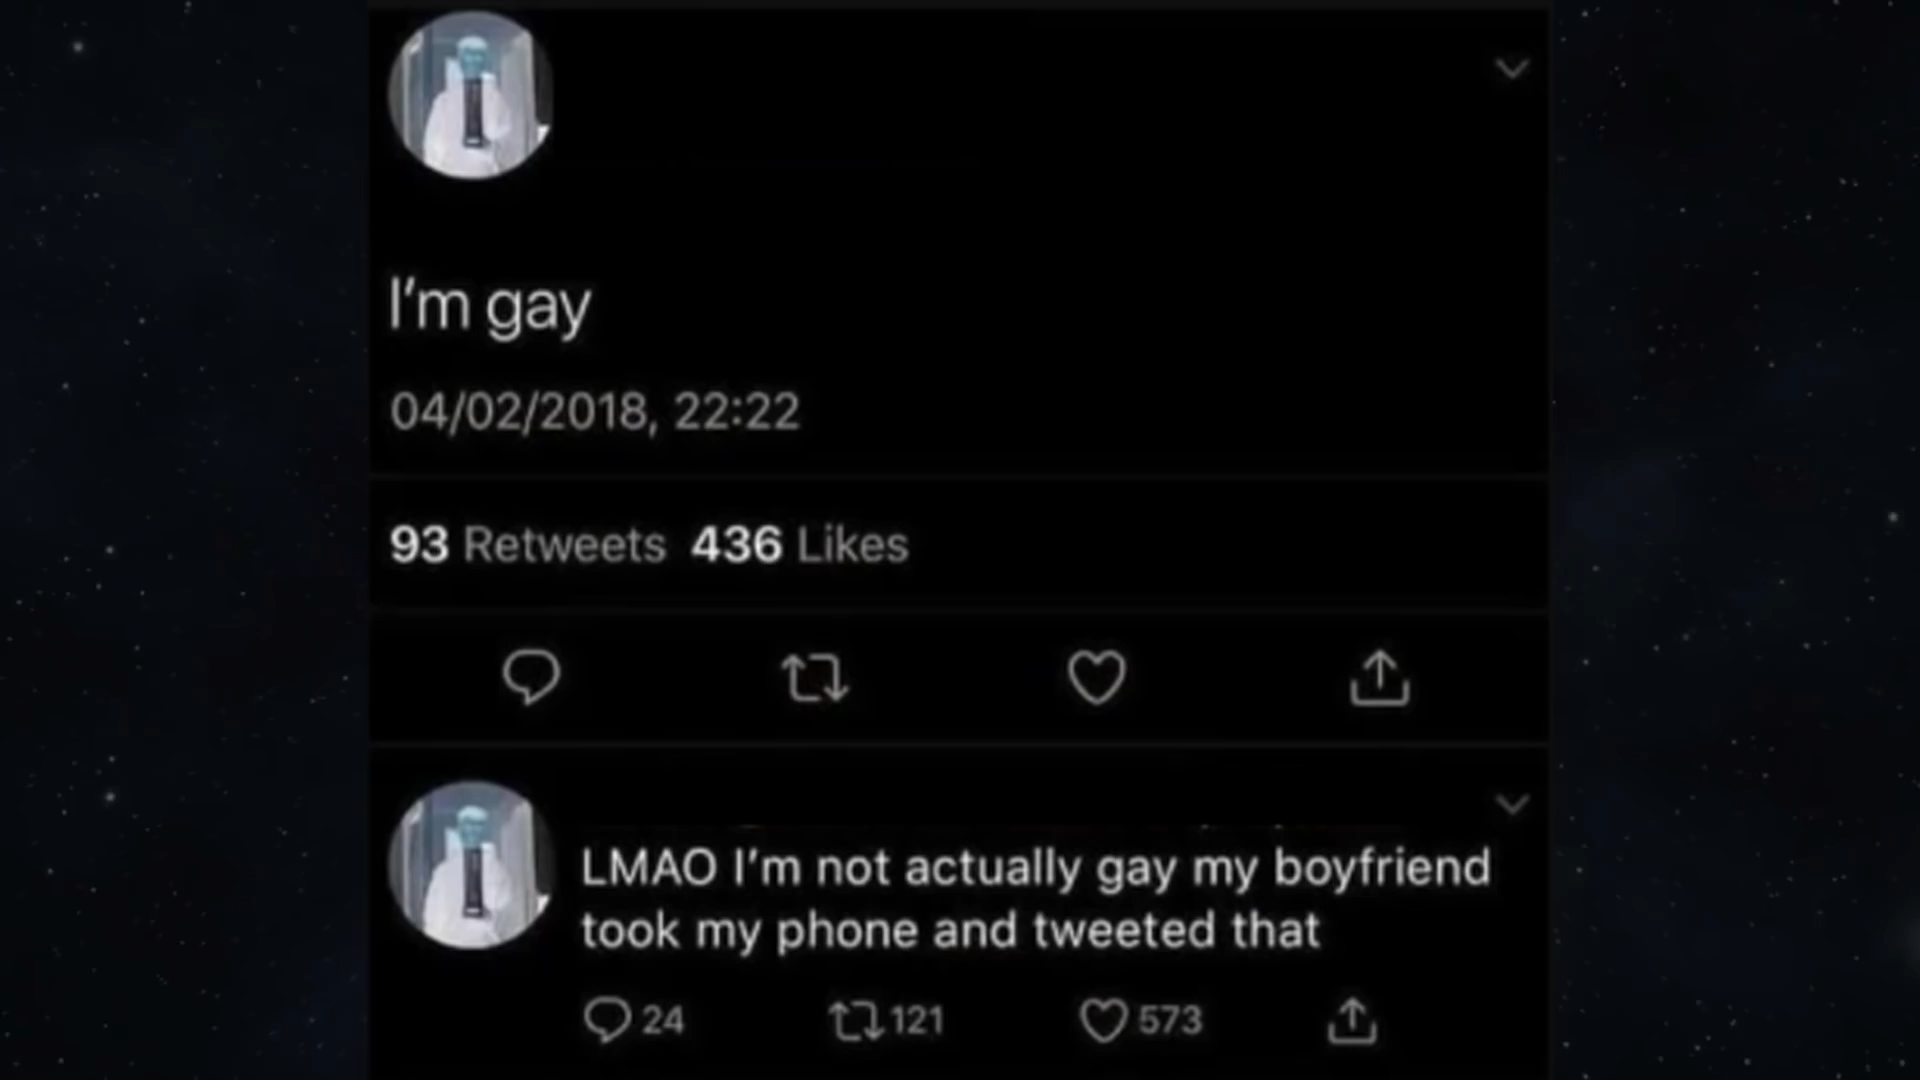 I'm gay
04/02/2018, 22:22
93 Retweets 436 Likes
LMAO I'm not actually gay my boyfriend
took my phone and tweeted that
24 121 573